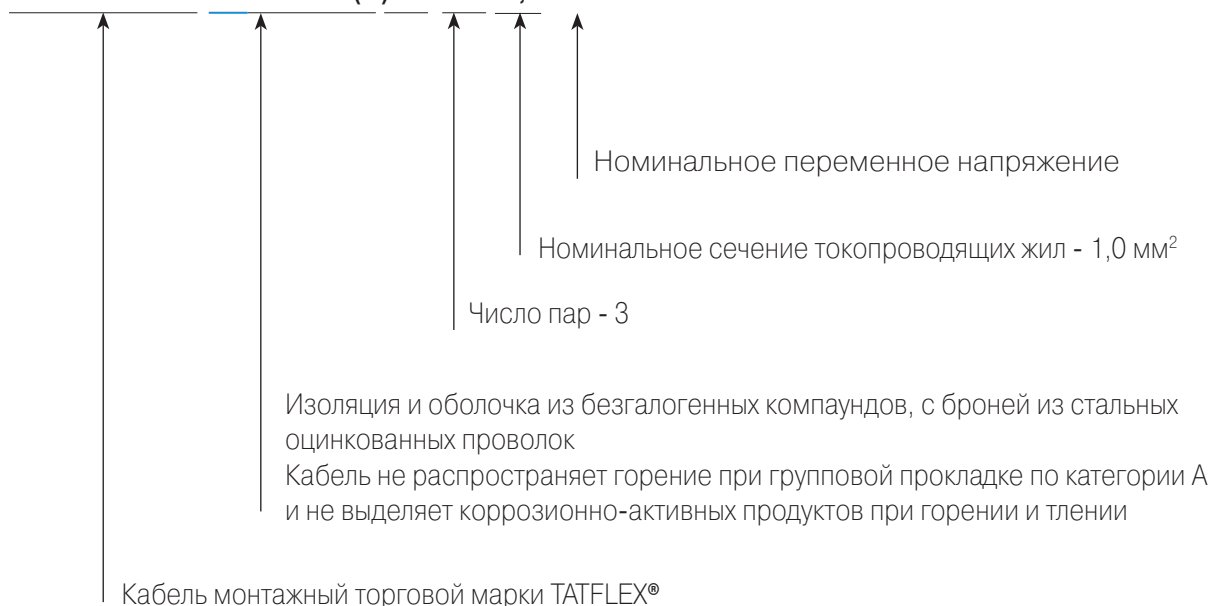 Номинальное переменное напряжение
Номинальное сечение токопроводящих жил - 1,0 мм²
Число пар - 3
Изоляция и оболочка из безгалогенных компаундов, с броней из стальных
оцинкованных проволок
Кабель не распространяет горение при групповой прокладке по категории А
и не выделяет коррозионно-активных продуктов при горении и тлении
Кабель монтажный торговой марки TATFLEX®